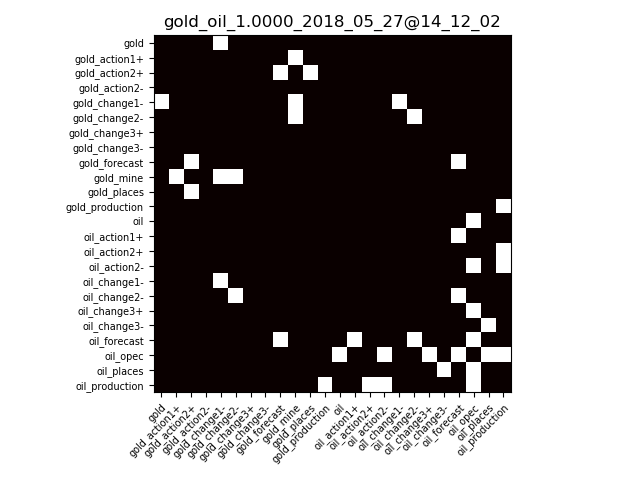 gold_oil_1.0000_2018_05_27@14_12_02
gold
gold_action1+
gold_action2+
gold_action2-
gold_change1-
gold_change2-
gold_change3+
gold_change3-
gold_forecast
gold_mine
gold_places
gold_production
oil
oil_action1+
oil_action2+
oil_action2-
oil_change1-
oil_change2-
oil_change3+
oil_change3-
oil_forecast
oil_opec
oil_places
oil_production
gold
gold_action1+
gold_action2+
gold_action2-
gold_change1-
gold_change2-
gold_change3+
gold_change3-
gold_forecast
gold_mine
gold_places
gold_production
oil
oil_action1+
oil_action2+
oil_action2-
oil_change1-
oil_change2-
oil_change3+
oil_change3-
oil_forecast
oil_opec
oil_places
oil_production